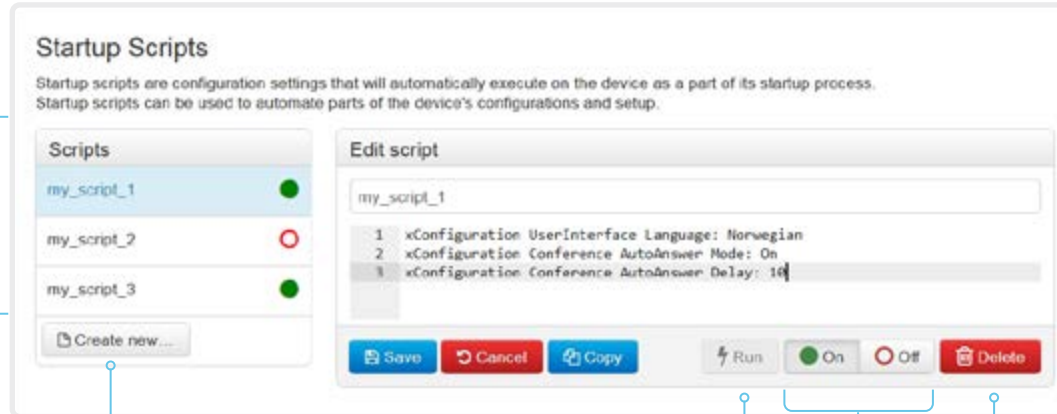 Startup Scripts
Startup scripts are configuration settings that will automatically execute on the device as a part of its startup process.
Startup scripts can be used to automate parts of the device's configurations and setup.
Scripts
my_script_1
my_script_2
my_script_3
Create new...
Edit script
my_script_1
1 xConfiguration UserInterface Language: Norwegian
2 xConfiguration Conference AutoAnswer Mode: On
3 xConfiguration Conference AutoAnswer Delay: 10
Save Cancel Copy Run On Off Delete